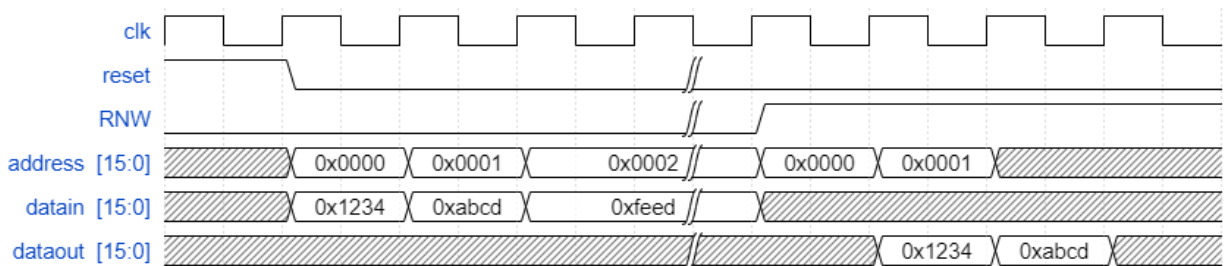 clk
reset
RNW
address [15:0] 0x0000 0x0001 0x0002 0x0000 0x0001
datain [15:0] 0x1234 0xabcd 0xfeed
dataout [15:0] 0x1234 0xabcd